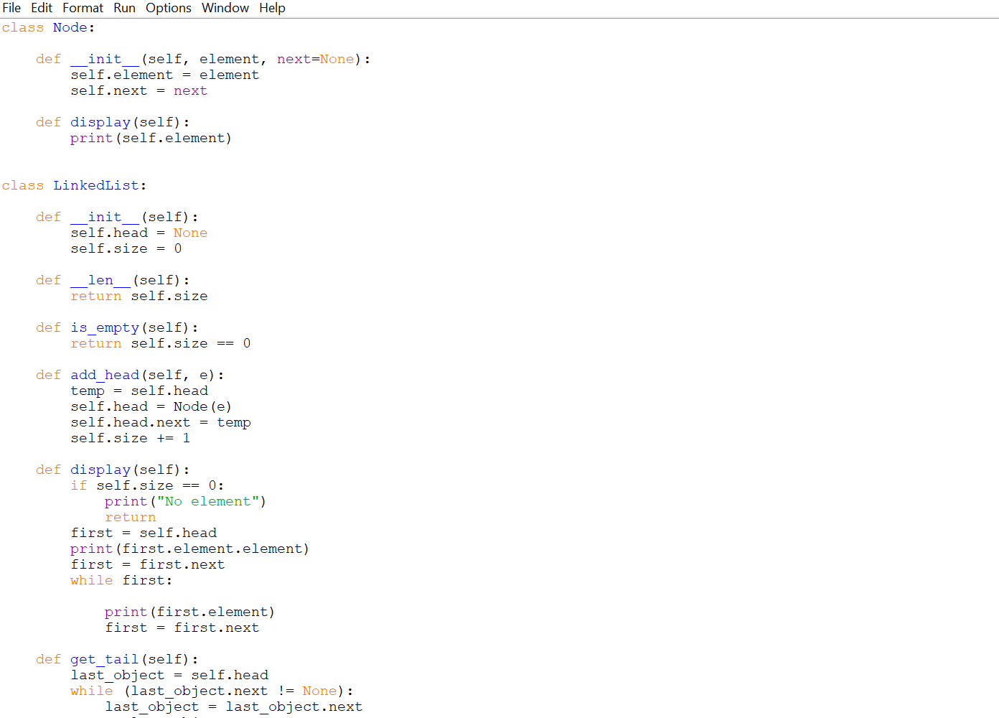 File Edit Format Run Options Window Help
class Node:
    def __init__(self, element, next=None):
        self.element = element
        self.next = next
    def display(self):
        print(self.element)
class LinkedList:
    def __init__(self):
        self.head = None
        self.size = 0
    def __len__(self):
        return self.size
    def is_empty(self):
        return self.size == 0
    def add_head(self, e):
        temp = self.head
        self.head = Node(e)
        self.head.next = temp
        self.size += 1
    def display(self):
        if self.size == 0:
            print("No element")
            return
        first = self.head
        print(first.element.element)
        first = first.next
        while first:
            print(first.element)
            first = first.next
    def get_tail(self):
        last_object = self.head
        while (last_object.next != None):
            last_object = last_object.next